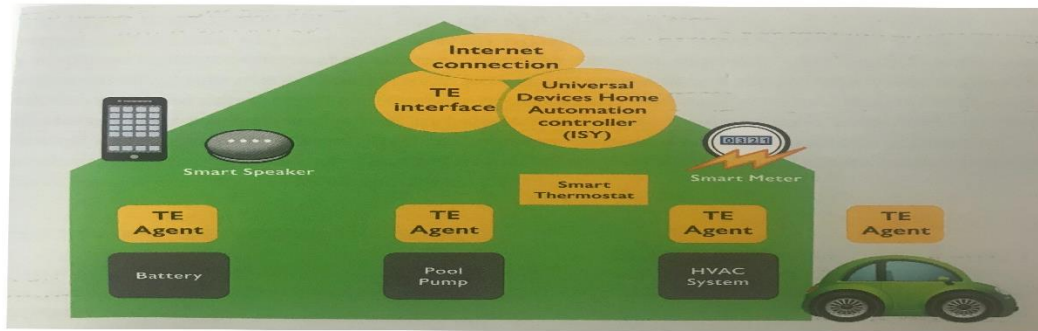 Internet
connection
TE
interface
Universal
Devices Home
Automation
controller
(ISY)
Smart Speaker
0321
Smart Meter
Smart
Thermostat
TE
Agent
TE
Agent
TE
Agent
TE
Agent
Battery
Pool
Pump
HVAC
System